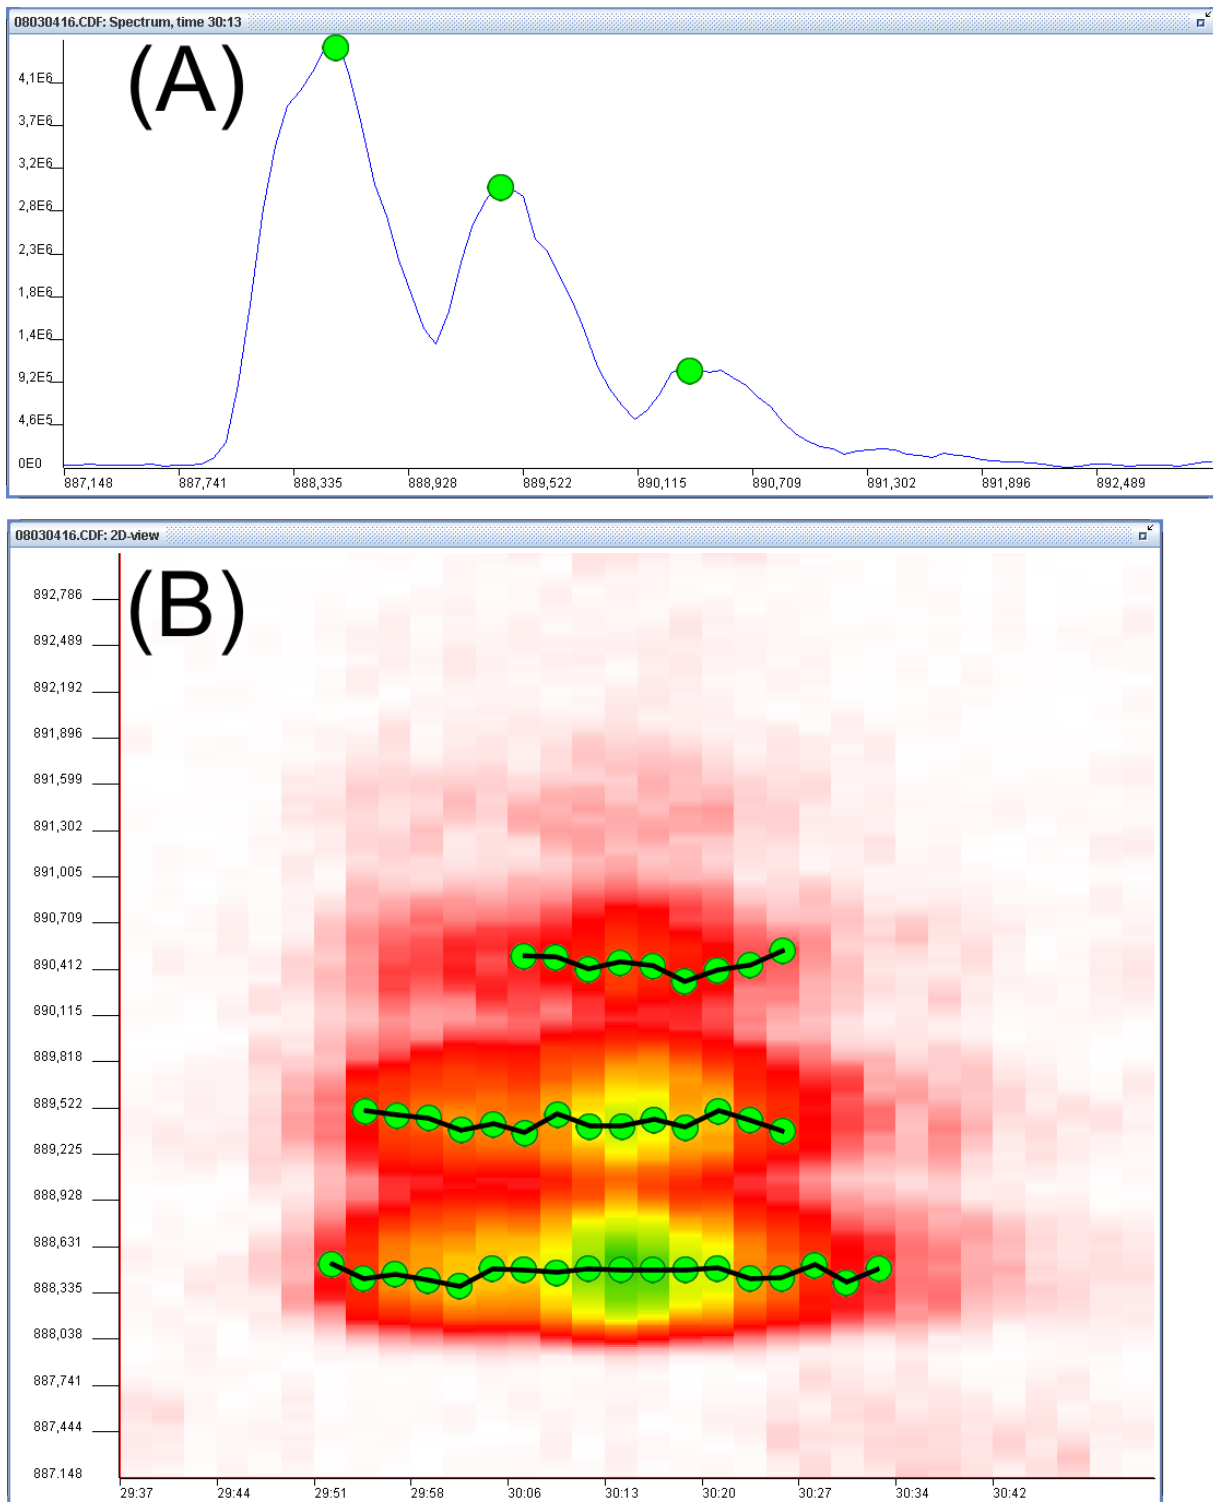 08030416.CDF: Spectrum, time 30:13
(A)
4,1E6
3,7E6
3,2E6
2,8E6
2,3E6
1,8E6
1,4E6
9,2E5
4,6E5
0E0
887,148 887,741 888,335 888,928 889,522 890,115 890,709 891,302 891,896 892,489
08030416.CDF: 2D-view
(B)
892,786
892,489
892,192
891,896
891,599
891,302
891,005
890,709
890,412
890,115
889,818
889,522
889,225
888,928
888,631
888,335
888,038
887,741
887,444
887.148
29:37 29:44 29:51 29:58 30:06 30:13 30:20 30:27 30:34 30:42